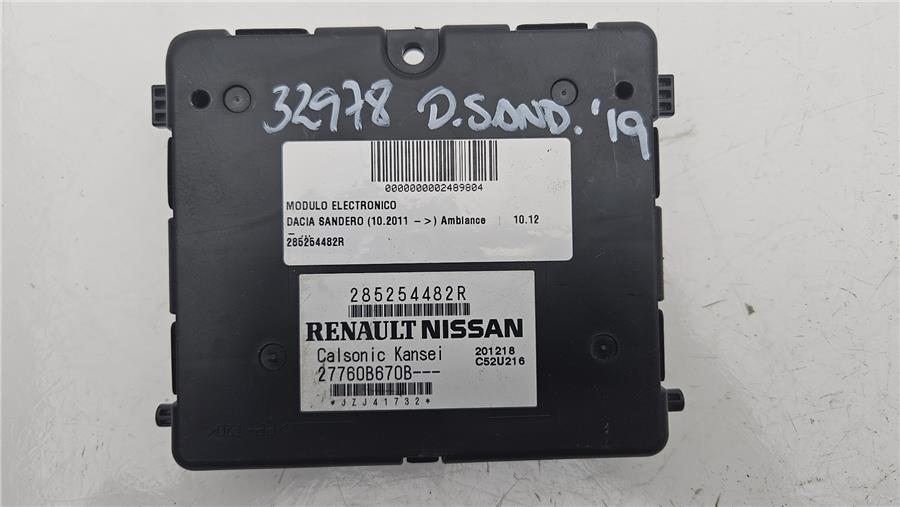 32978 D.SAND. '19
0000000002489804
MODULO ELECTRONICO
DACIA SANDERO (10.2011 ->) Ambiance | 10.12
- ...
285254482R
285254482R
RENAULT NISSAN
Calsonic Kansei 201218
C52U216
27760B670B---
*JZJ41732*